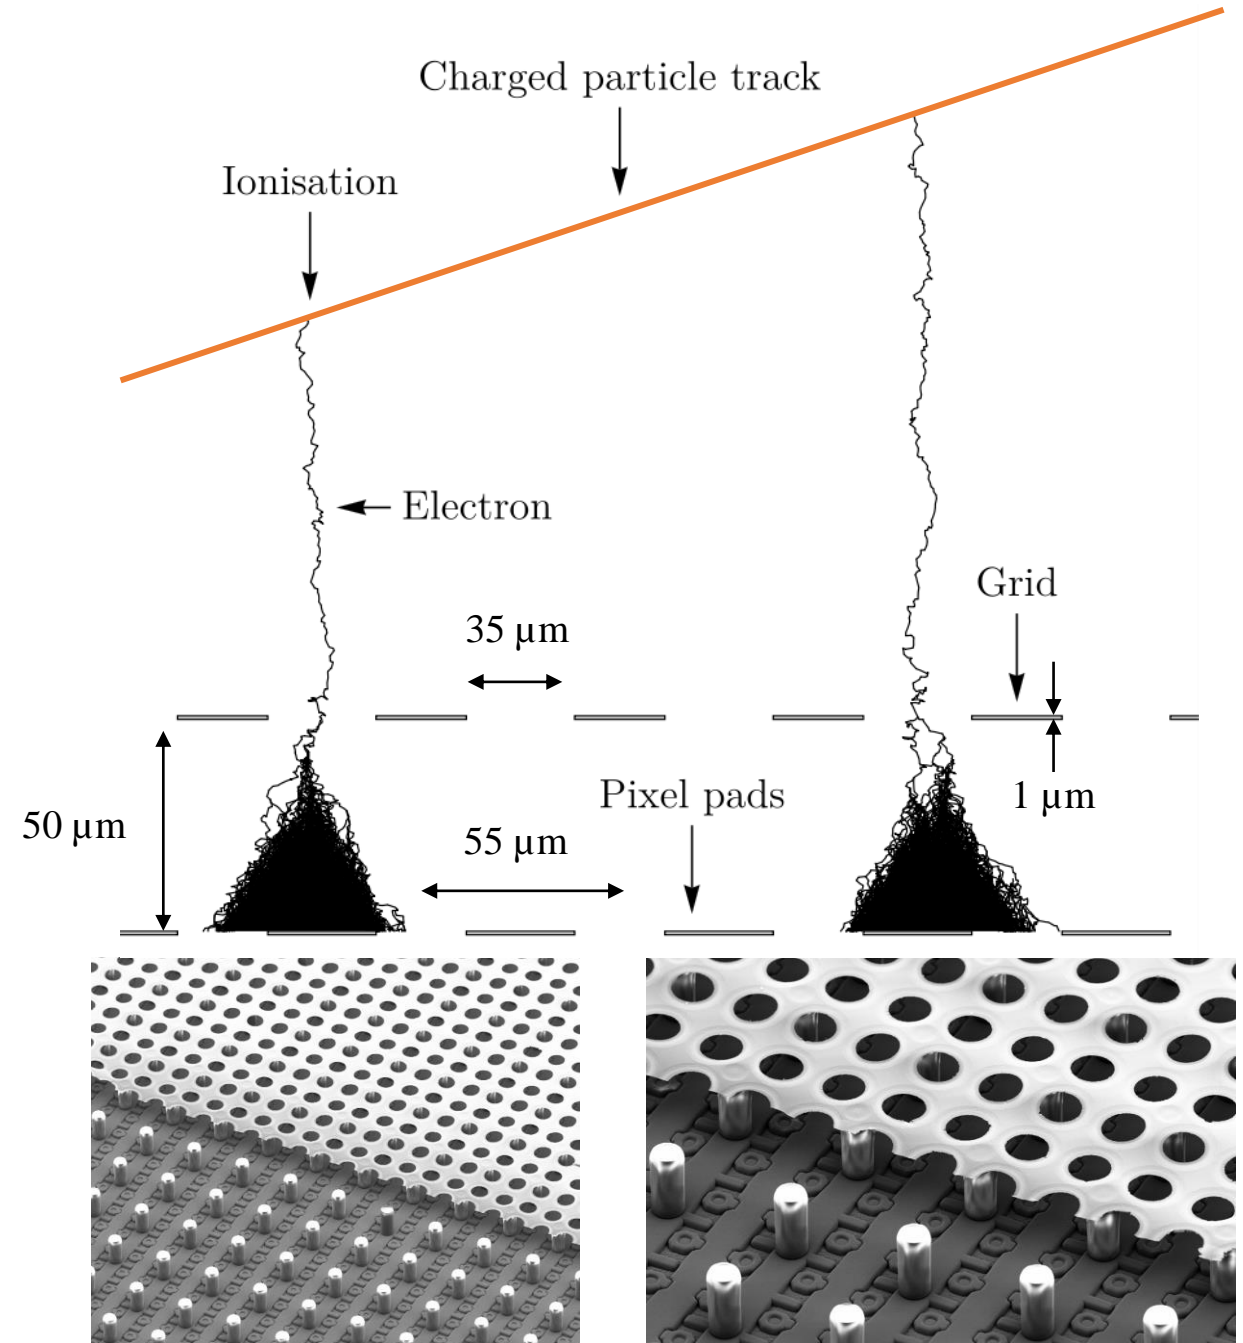 Charged particle track
Ionisation
Electron
Grid
35 µm
1 µm
Pixel pads
50 µm
55 µm